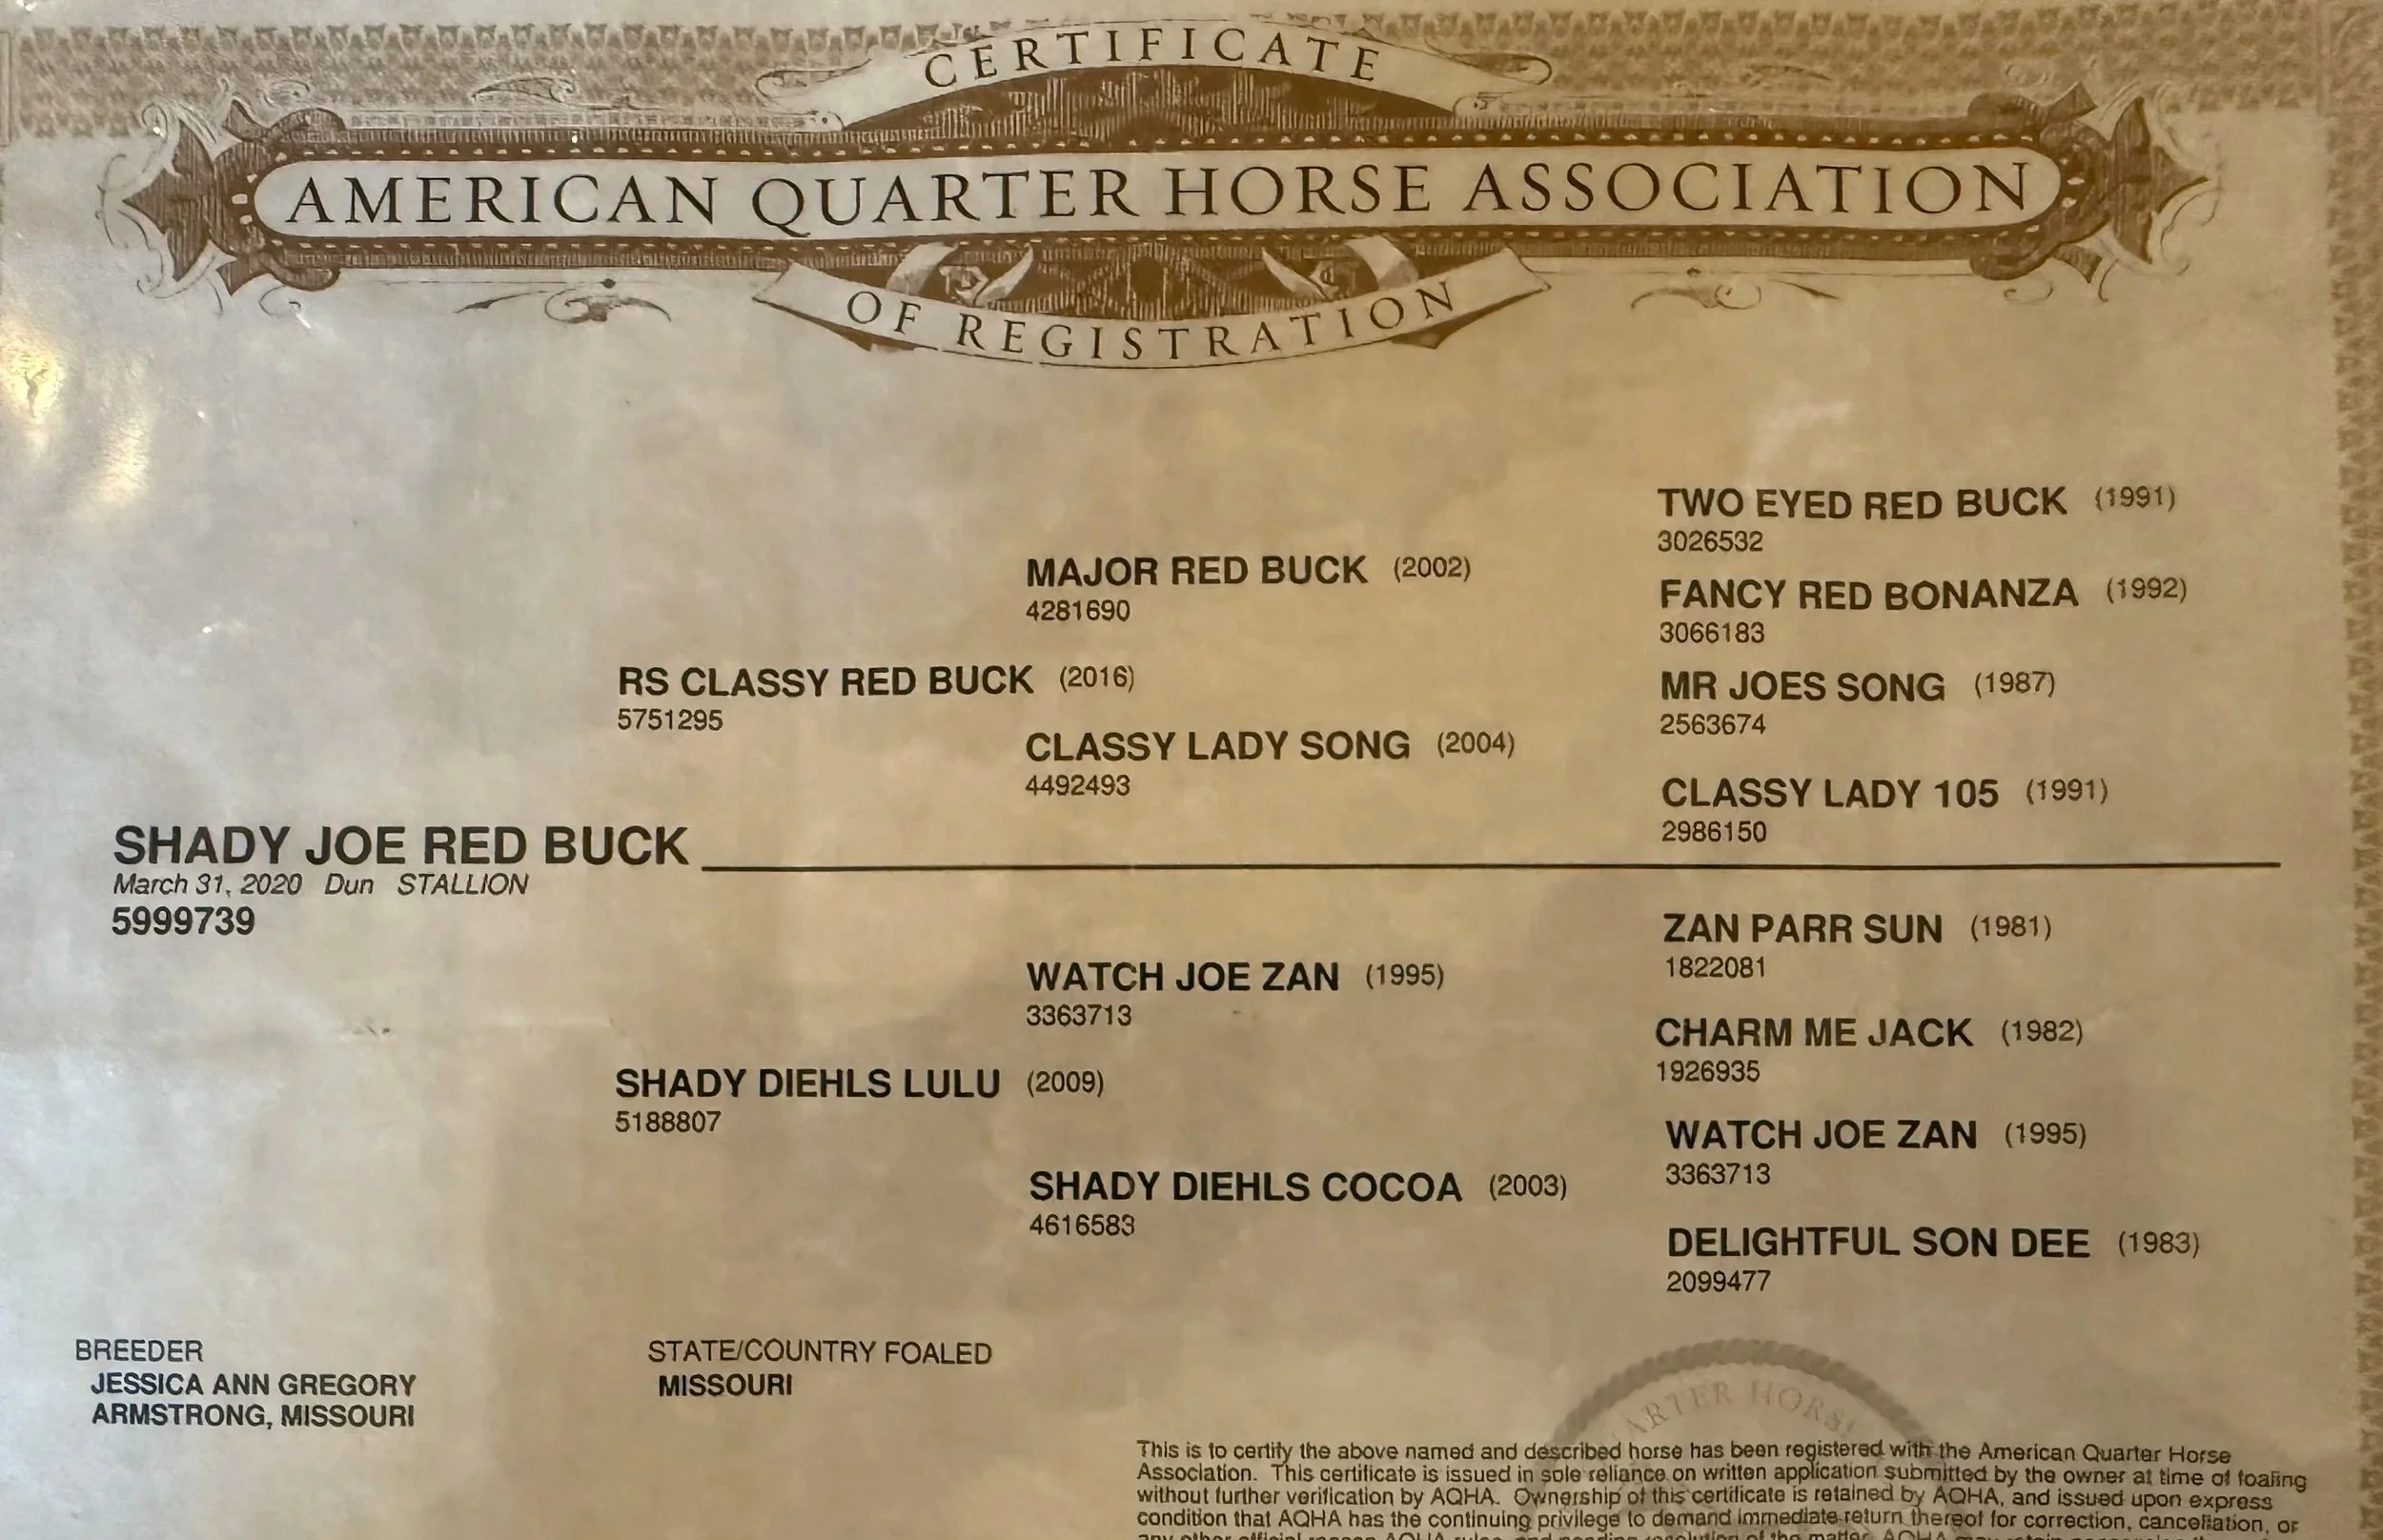 CERTIFICATE
AMERICAN QUARTER HORSE ASSOCIATION
OF REGISTRATION
TWO EYED RED BUCK (1991)
3026532
MAJOR RED BUCK (2002)
4281690
FANCY RED BONANZA (1992)
3066183
RS CLASSY RED BUCK (2016)
5751295
MR JOES SONG (1987)
2563674
CLASSY LADY SONG (2004)
4492493
CLASSY LADY 105 (1991)
2986150
SHADY JOE RED BUCK
March 31, 2020 Dun STALLION
5999739
ZAN PARR SUN (1981)
1822081
WATCH JOE ZAN (1995)
3363713
CHARM ME JACK (1982)
1926935
SHADY DIEHLS LULU (2009)
5188807
WATCH JOE ZAN (1995)
3363713
SHADY DIEHLS COCOA (2003)
4616583
DELIGHTFUL SON DEE (1983)
2099477
BREEDER
JESSICA ANN GREGORY
ARMSTRONG, MISSOURI
STATE/COUNTRY FOALED
MISSOURI
ARTER HORS
This is to certify the above named and described horse has been registered with the American Quarter Horse
Association. This certificate is issued in sole reliance on written application submitted by the owner at time of foaling
without further verification by AQHA. Ownership of this certificate is retained by AQHA, and issued upon express
condition that AQHA has the continuing privilege to demand immediate return thereof for correction, cancellation, or